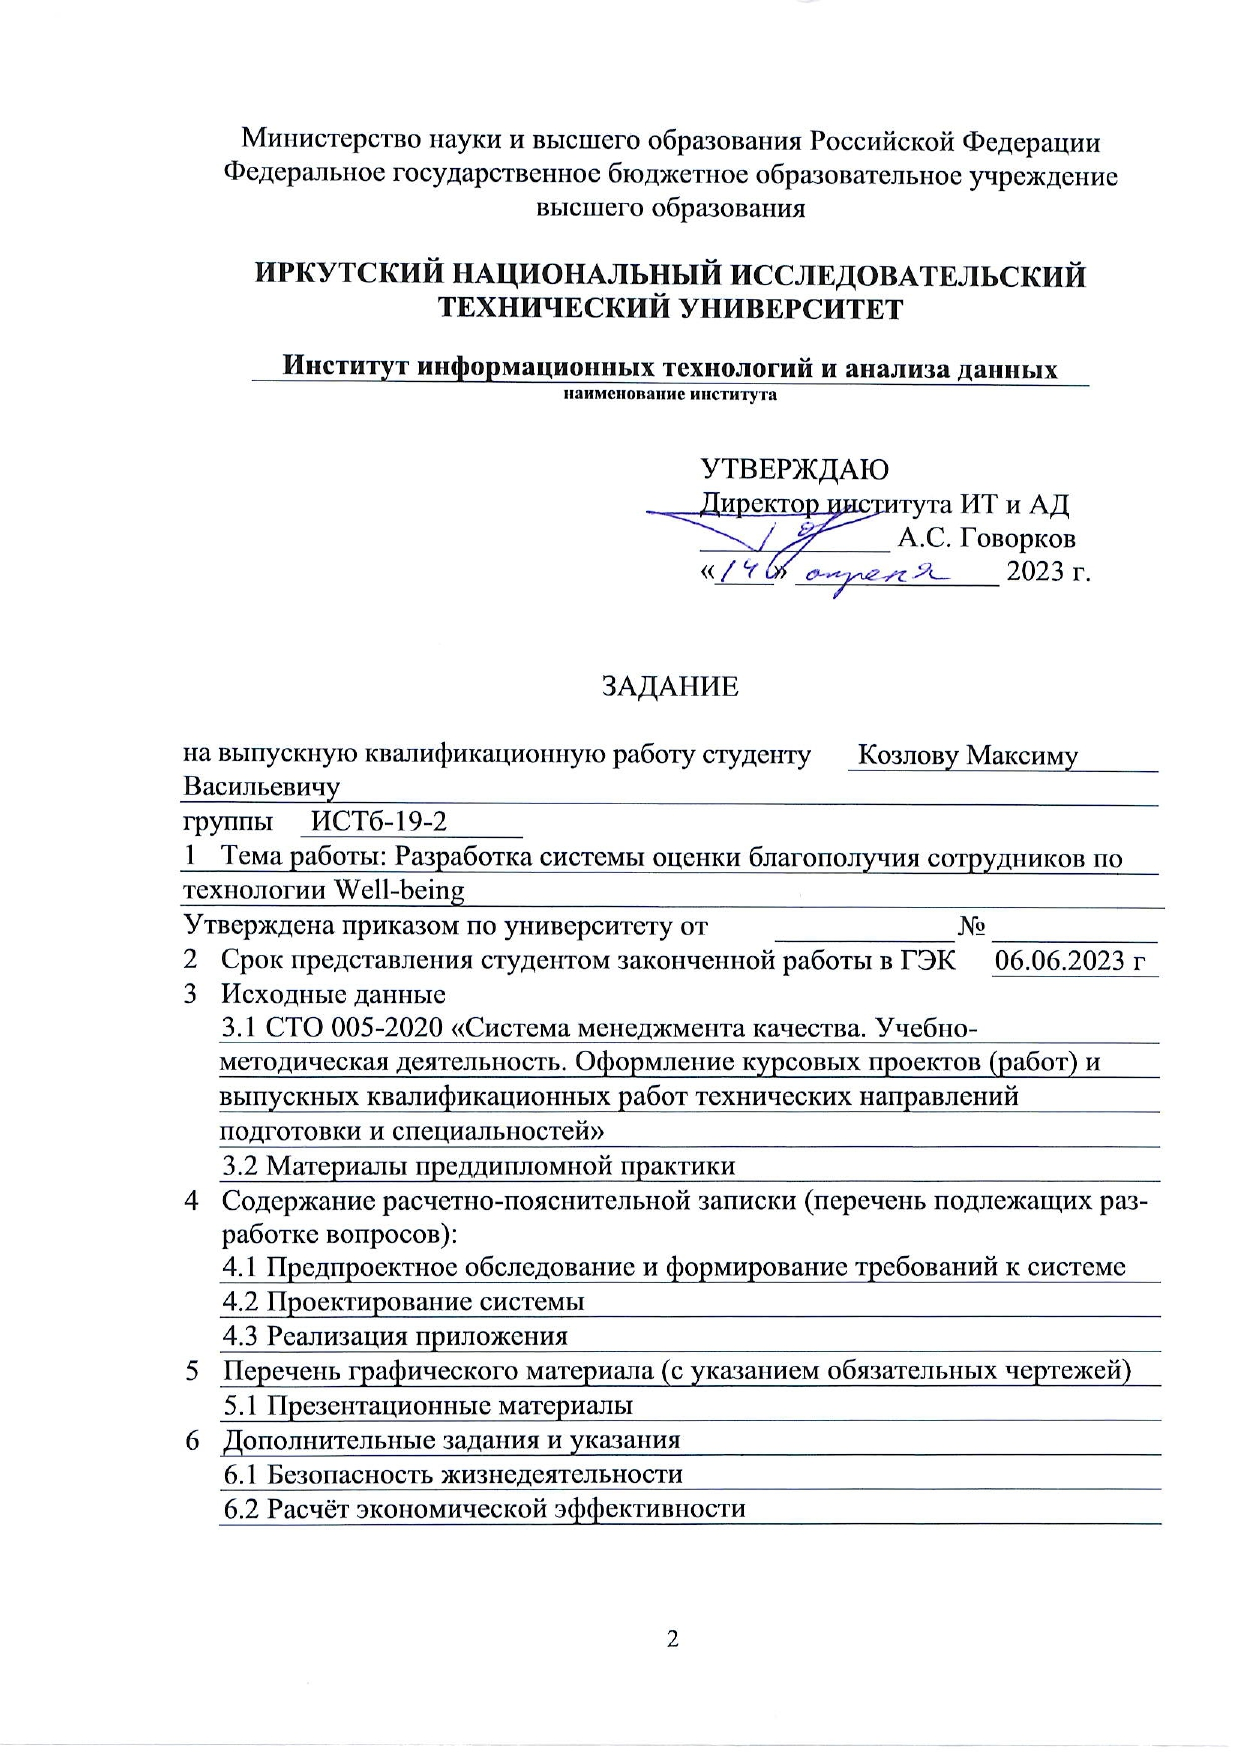 Министерство науки и высшего образования Российской Федерации
Федеральное государственное бюджетное образовательное учреждение
высшего образования
ИРКУТСКИЙ НАЦИОНАЛЬНЫЙ ИССЛЕДОВАТЕЛЬСКИЙ
ТЕХНИЧЕСКИЙ УНИВЕРСИТЕТ
Институт информационных технологий и анализа данных
наименование института
УТВЕРЖДАЮ
Директор института ИТ и АД
А.С. Говорков
«14» апреля 2023 г.
ЗАДАНИЕ
на выпускную квалификационную работу студенту Козлову Максиму
Васильевичу
группы ИСТб-19-2
1 Тема работы: Разработка системы оценки благополучия сотрудников по
технологии Well-being
Утверждена приказом по университету от ____________ № ____________
2 Срок представления студентом законченной работы в ГЭК 06.06.2023 г
3 Исходные данные
3.1 СТО 005-2020 «Система менеджмента качества. Учебно-
методическая деятельность. Оформление курсовых проектов (работ) и
выпускных квалификационных работ технических направлений
подготовки и специальностей»
3.2 Материалы преддипломной практики
4 Содержание расчетно-пояснительной записки (перечень подлежащих раз-
работке вопросов):
4.1 Предпроектное обследование и формирование требований к системе
4.2 Проектирование системы
4.3 Реализация приложения
5 Перечень графического материала (с указанием обязательных чертежей)
5.1 Презентационные материалы
6 Дополнительные задания и указания
6.1 Безопасность жизнедеятельности
6.2 Расчёт экономической эффективности
2